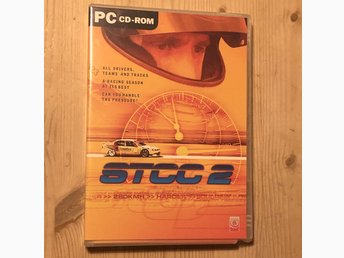 PC CD-ROM
ALL DRIVERS,
TEAMS AND TRACKS
A RACING SEASON
AT ITS BEST
CAN YOU HANDLE
THE PRESSURE?
STCC 2
>> 280KMH >>